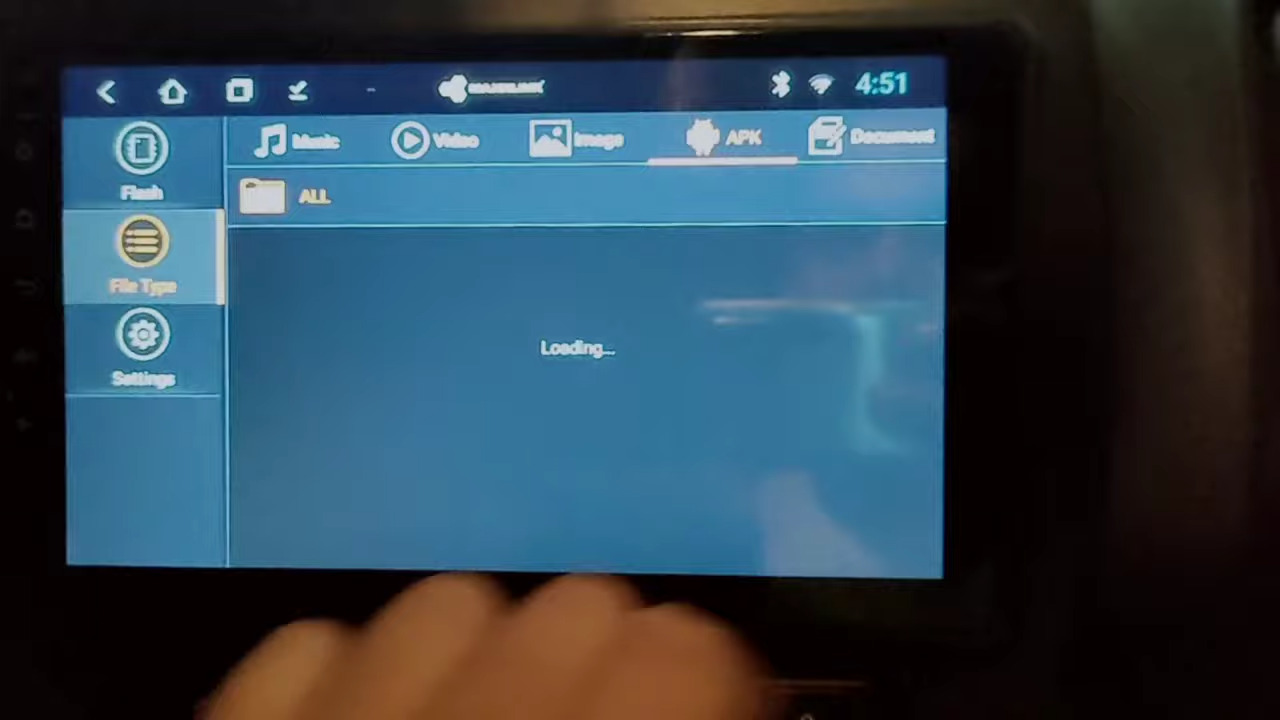 4:51
Music Video Image APK Document
Flash
ALL
File Type
Loading...
Settings